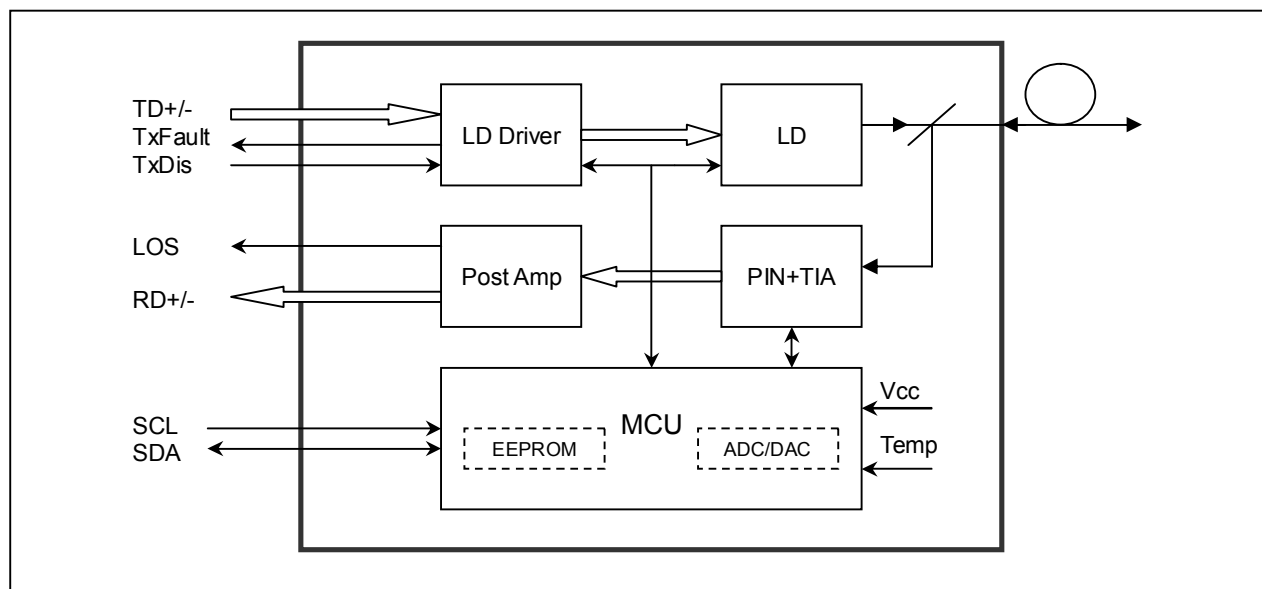 TD+/-
TxFault
TxDis
LD Driver
LD
LOS
RD+/-
Post Amp
PIN+TIA
SCL
SDA
MCU
EEPROM
ADC/DAC
Vcc
Temp